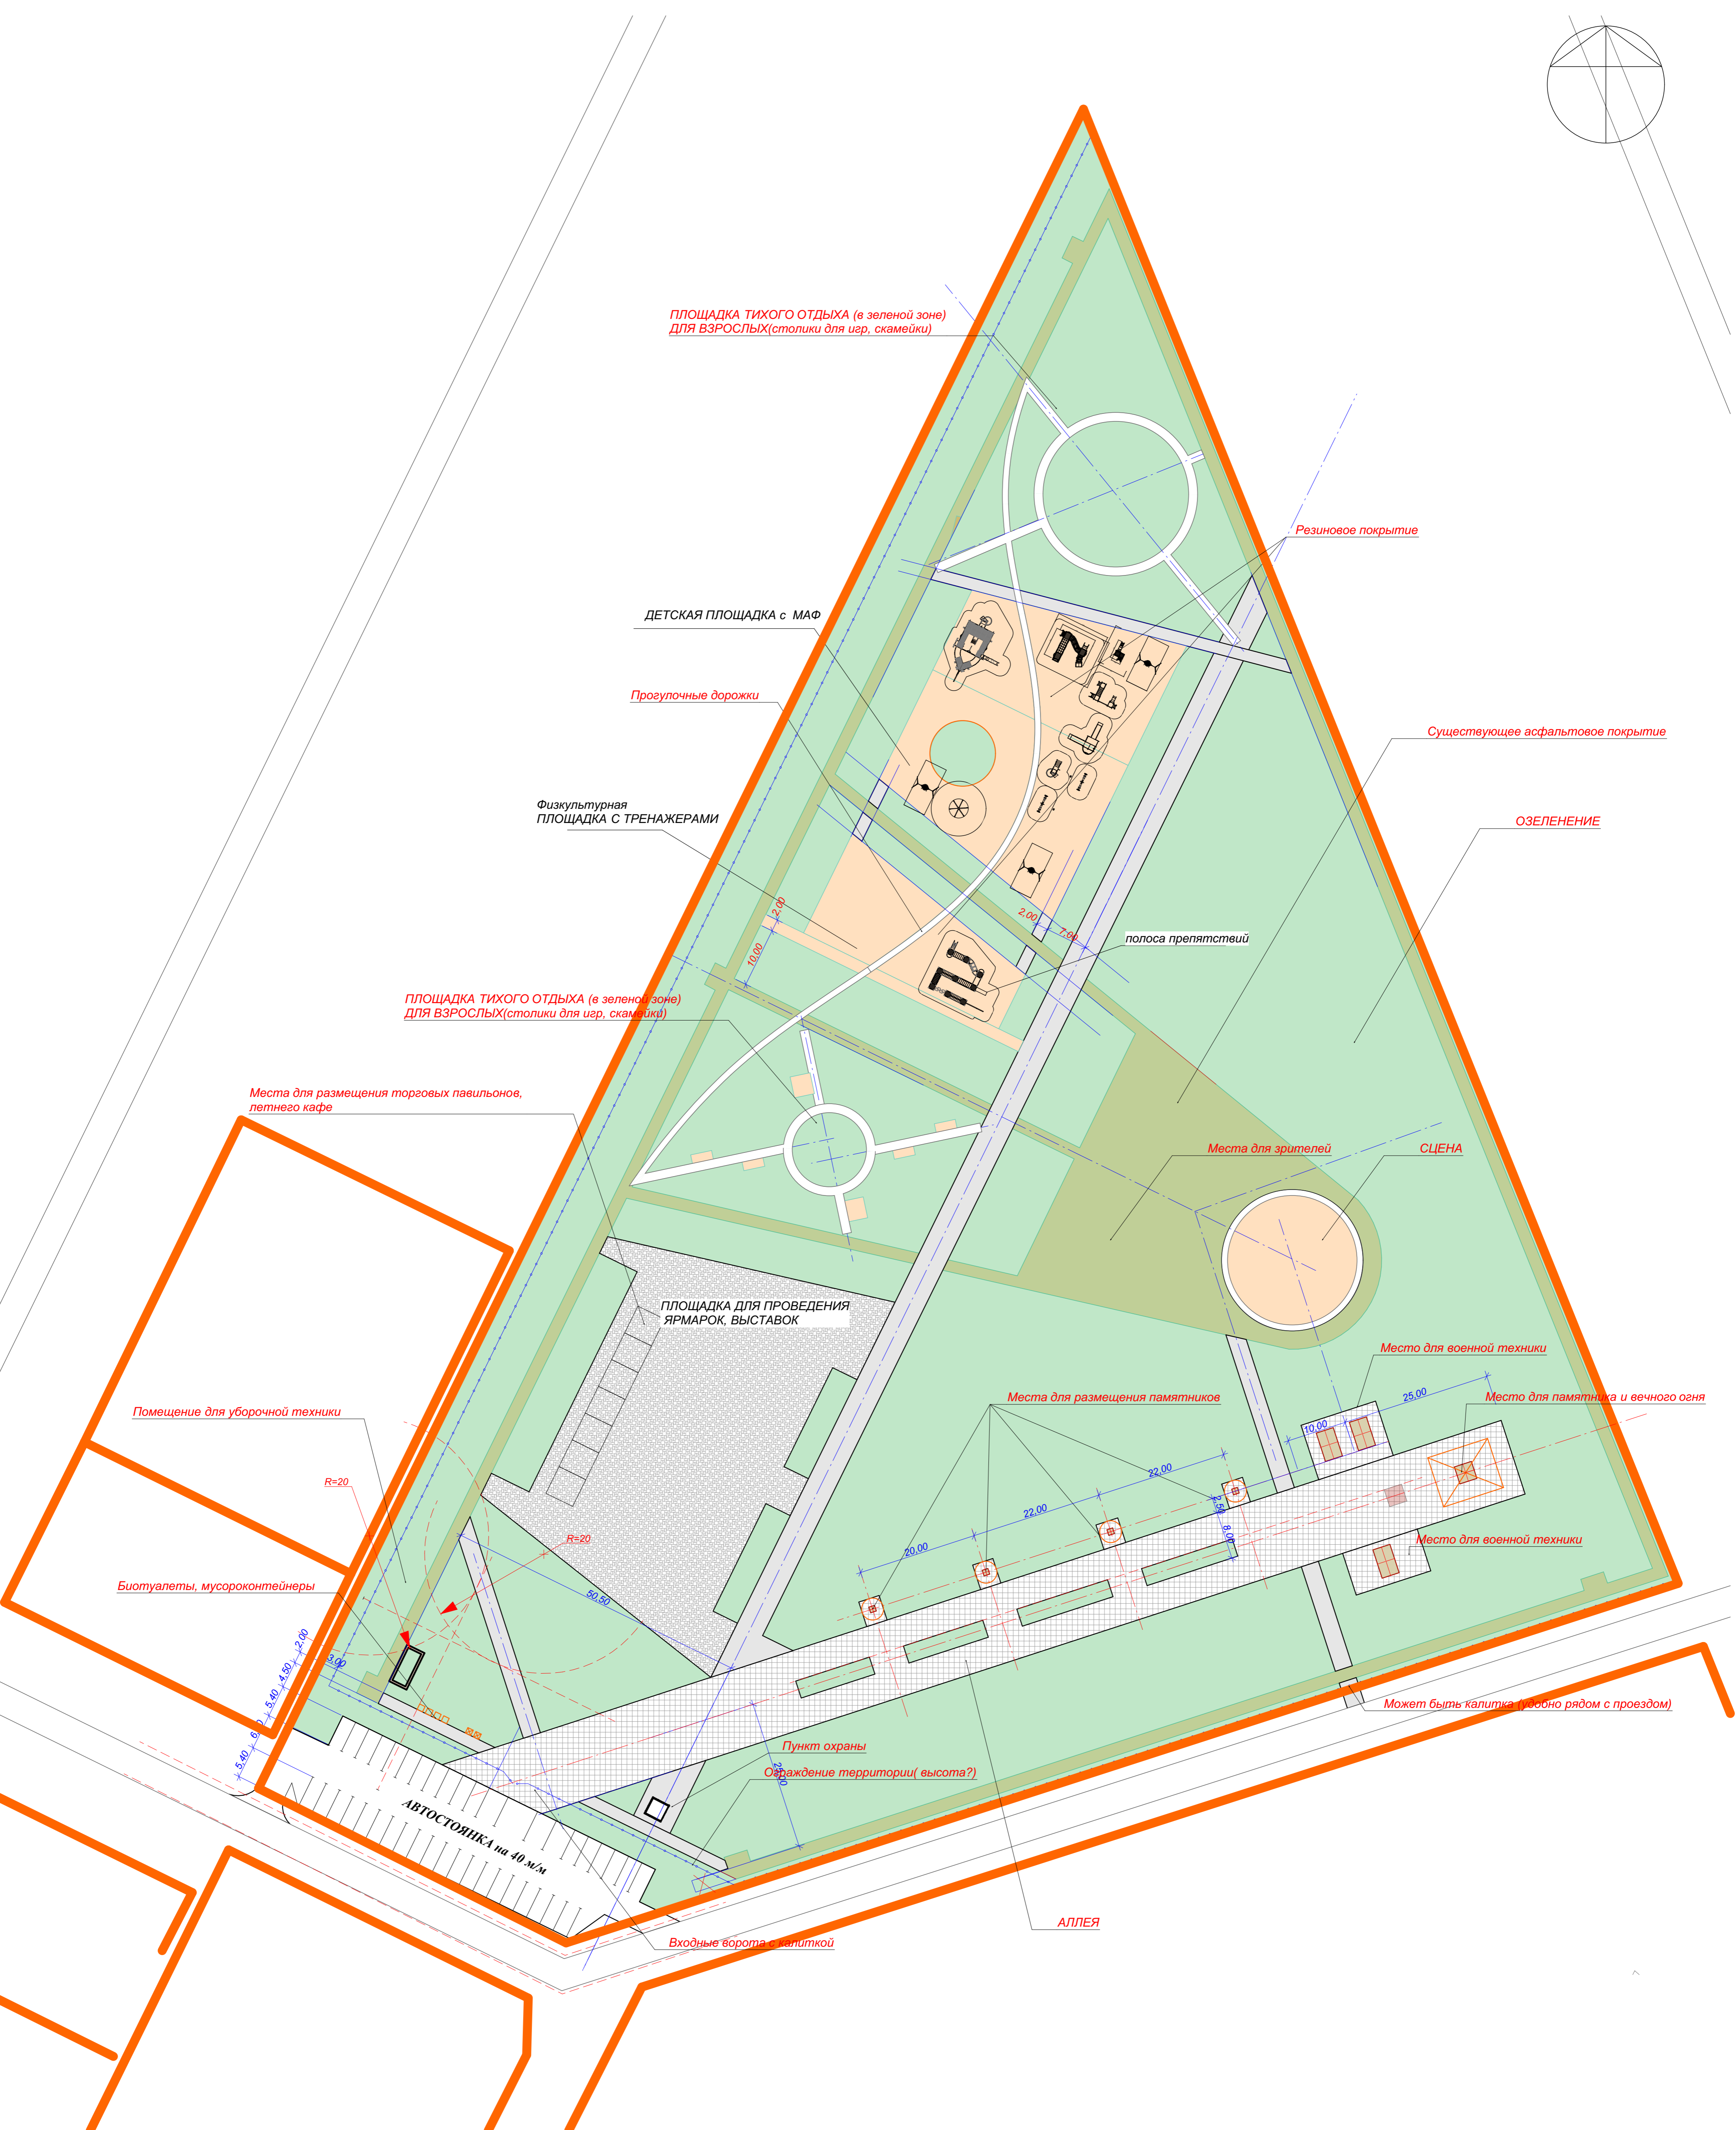 ПЛОЩАДКА ТИХОГО ОТДЫХА (в зеленой зоне)
ДЛЯ ВЗРОСЛЫХ(столики для игр, скамейки)
Резиновое покрытие
ДЕТСКАЯ ПЛОЩАДКА с МАФ
Прогулочные дорожки
Существующее асфальтовое покрытие
Физкультурная
ПЛОЩАДКА С ТРЕНАЖЕРАМИ
ОЗЕЛЕНЕНИЕ
2,00
10,00
2,00
7,00
полоса препятствий
ПЛОЩАДКА ТИХОГО ОТДЫХА (в зеленой зоне)
ДЛЯ ВЗРОСЛЫХ(столики для игр, скамейки)
Места для размещения торговых павильонов,
летнего кафе
Места для зрителей
СЦЕНА
ПЛОЩАДКА ДЛЯ ПРОВЕДЕНИЯ
ЯРМАРОК, ВЫСТАВОК
Место для военной техники
Места для размещения памятников
25,00
Место для памятника и вечного огня
Помещение для уборочной техники
10,00
22,00
R=20
22,00
2,50
8,00
20,00
R=20
Место для военной техники
Биотуалеты, мусороконтейнеры
50,50
2,00
3,00
4,50
5,40
5,40
Может быть калитка (удобно рядом с проездом)
Пункт охраны
Ограждение территории( высота?)
АВТОСТОЯНКА на 40 м/м
АЛЛЕЯ
Входные ворота с калиткой